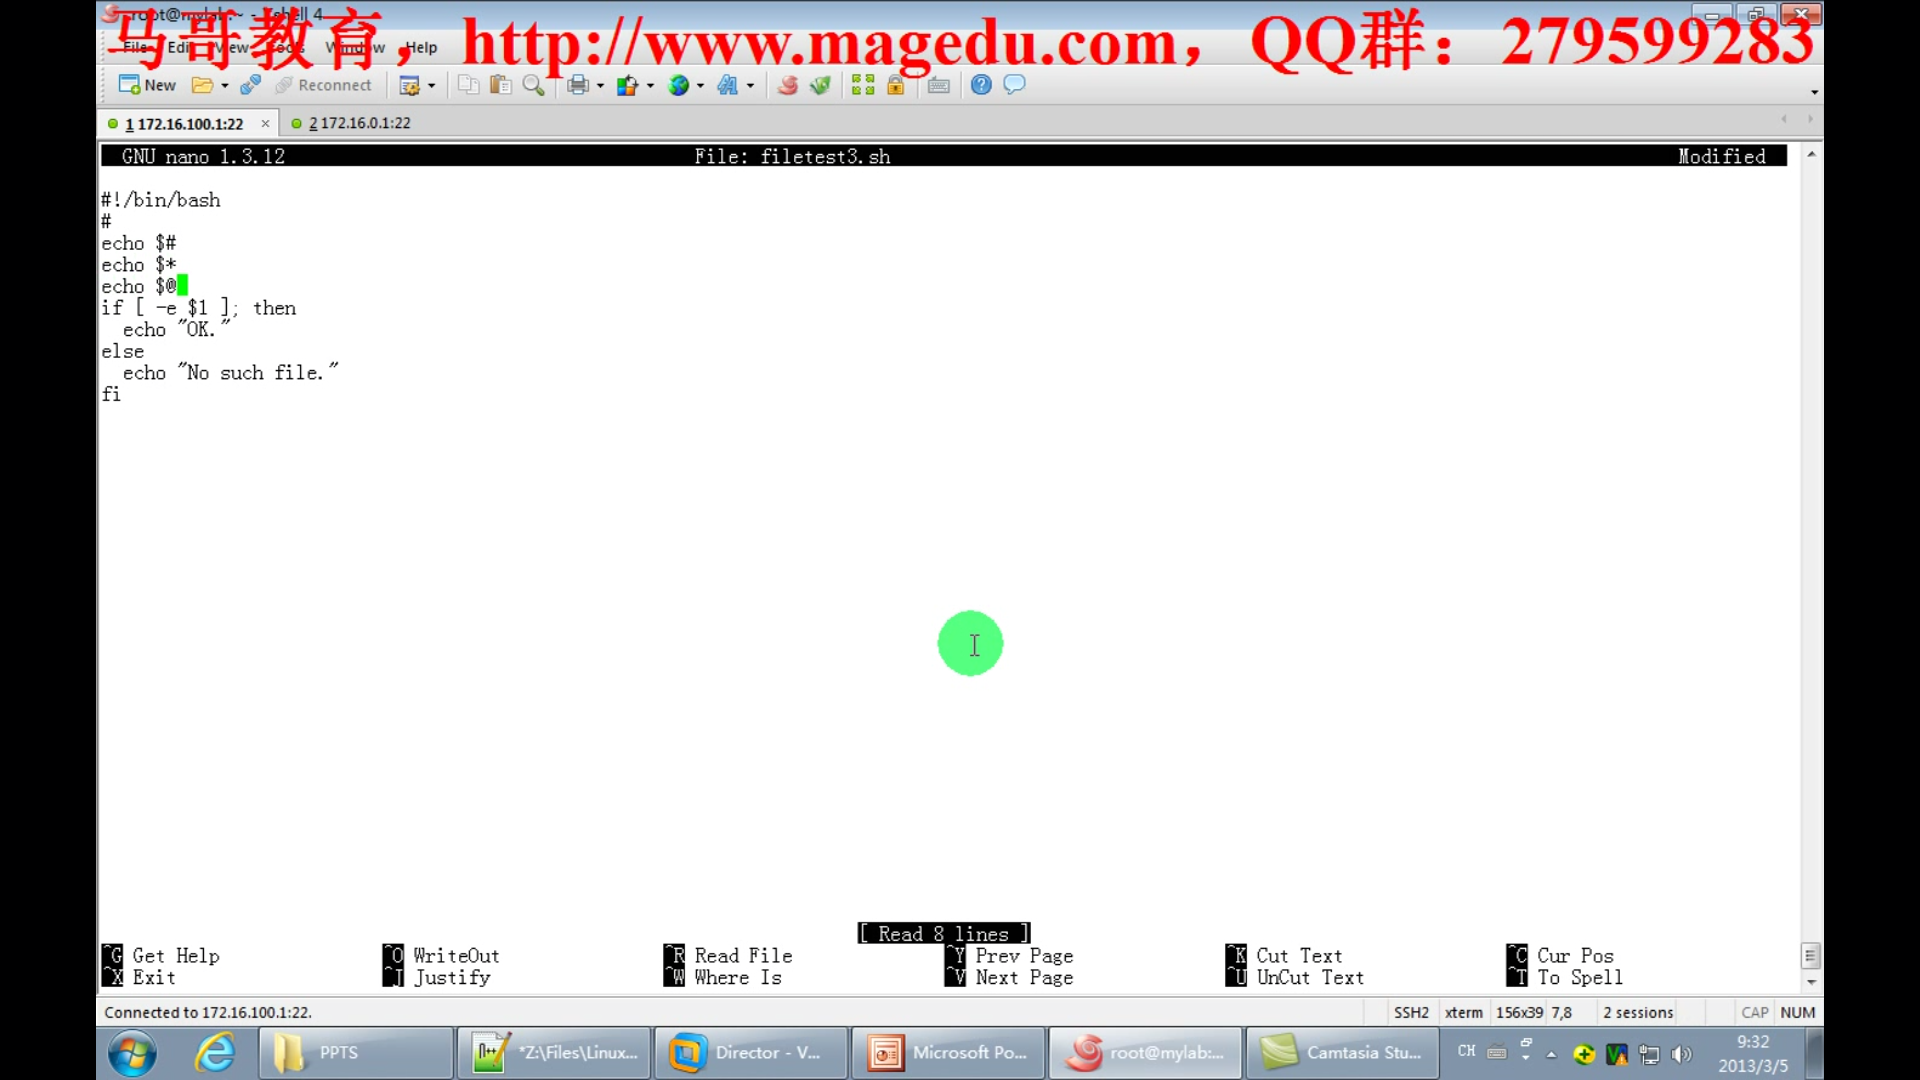 root@mylab:~ - Xshell 4
马哥教育，http://www.magedu.com，QQ群：279599283
File Edit View Tools Window Help
New Reconnect
1 172.16.100.1:22 2 172.16.0.1:22
GNU nano 1.3.12 File: filetest3.sh Modified
#!/bin/bash
#
echo $#
echo $*
echo $@
if [ -e $1 ]; then
echo "OK."
else
echo "No such file."
fi
[ Read 8 lines ]
^G Get Help ^O WriteOut ^R Read File ^Y Prev Page ^K Cut Text ^C Cur Pos
^X Exit ^J Justify ^W Where Is ^V Next Page ^U UnCut Text ^T To Spell
Connected to 172.16.100.1:22. SSH2 xterm 156x39 7,8 2 sessions CAP NUM
PPTS *Z:\Files\Linux... Director - V... Microsoft Po... root@mylab:... Camtasia Stu... CH 9:32
2013/3/5